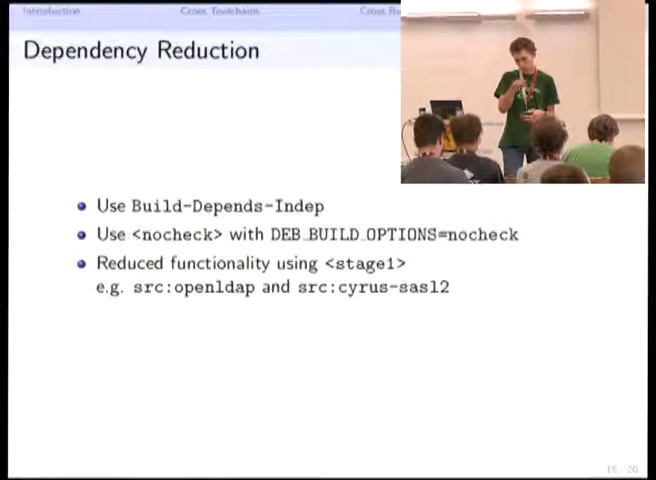 Introduction
Cross Toolchains
Dependency Reduction
Use Build-Depends-Indep
Use <nocheck> with DEB_BUILD_OPTIONS=nocheck
Reduced functionality using <stage1>
e.g. src:openldap and src:cyrus-sasl2